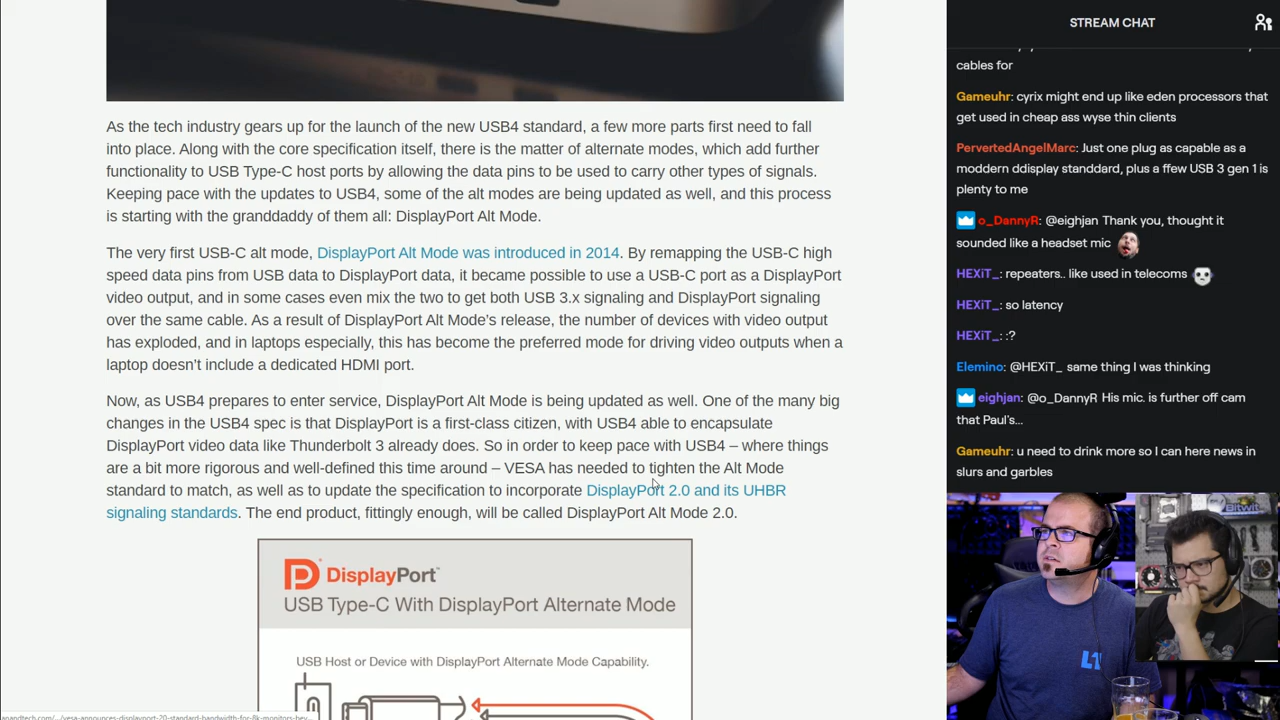 As the tech industry gears up for the launch of the new USB4 standard, a few more parts first need to fall
into place. Along with the core specification itself, there is the matter of alternate modes, which add further
functionality to USB Type-C host ports by allowing the data pins to be used to carry other types of signals.
Keeping pace with the updates to USB4, some of the alt modes are being updated as well, and this process
is starting with the granddaddy of them all: DisplayPort Alt Mode.
The very first USB-C alt mode, DisplayPort Alt Mode was introduced in 2014. By remapping the USB-C high
speed data pins from USB data to DisplayPort data, it became possible to use a USB-C port as a DisplayPort
video output, and in some cases even mix the two to get both USB 3.x signaling and DisplayPort signaling
over the same cable. As a result of DisplayPort Alt Mode’s release, the number of devices with video output
has exploded, and in laptops especially, this has become the preferred mode for driving video outputs when a
laptop doesn’t include a dedicated HDMI port.
Now, as USB4 prepares to enter service, DisplayPort Alt Mode is being updated as well. One of the many big
changes in the USB4 spec is that DisplayPort is a first-class citizen, with USB4 able to encapsulate
DisplayPort video data like Thunderbolt 3 already does. So in order to keep pace with USB4 – where things
are a bit more rigorous and well-defined this time around – VESA has needed to tighten the Alt Mode
standard to match, as well as to update the specification to incorporate DisplayPort 2.0 and its UHBR
signaling standards. The end product, fittingly enough, will be called DisplayPort Alt Mode 2.0.
DisplayPort™
USB Type-C With DisplayPort Alternate Mode
USB Host or Device with DisplayPort Alternate Mode Capability.
STREAM CHAT
cables for
Gameuhr: cyrix might end up like eden processors that
get used in cheap ass wyse thin clients
PervertedAngelMarc: Just one plug as capable as a
moddern ddisplay standdard, plus a ffew USB 3 gen 1 is
plenty to me
o_DannyR: @eighjan Thank you, thought it
sounded like a headset mic
HEXiT_: repeaters.. like used in telecoms
HEXiT_: so latency
HEXiT_: :?
Elemino: @HEXiT_ same thing I was thinking
eighjan: @o_DannyR His mic. is further off cam
that Paul's...
Gameuhr: u need to drink more so I can here news in
slurs and garbles
Bitwit